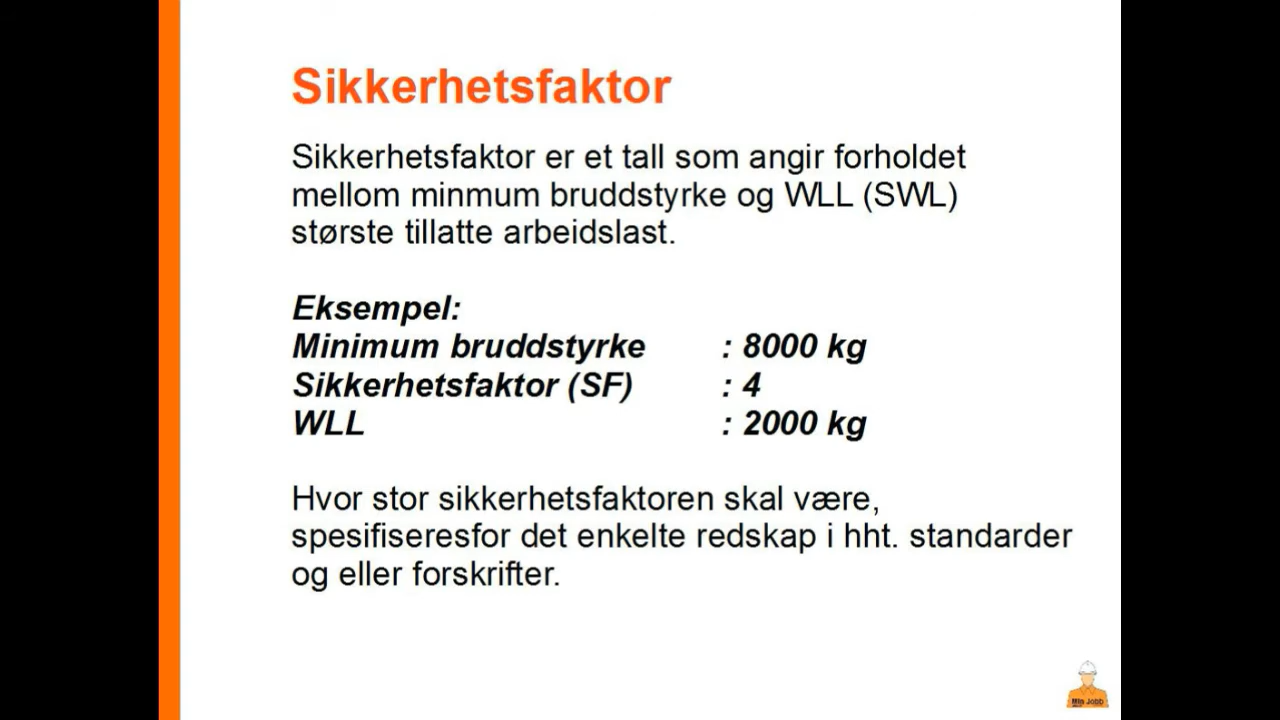 Sikkerhetsfaktor
Sikkerhetsfaktor er et tall som angir forholdet
mellom minmum bruddstyrke og WLL (SWL)
største tillatte arbeidslast.
Eksempel:
Minimum bruddstyrke : 8000 kg
Sikkerhetsfaktor (SF) : 4
WLL : 2000 kg
Hvor stor sikkerhetsfaktoren skal være,
spesifiseresfor det enkelte redskap i hht. standarder
og eller forskrifter.
Min Jobb